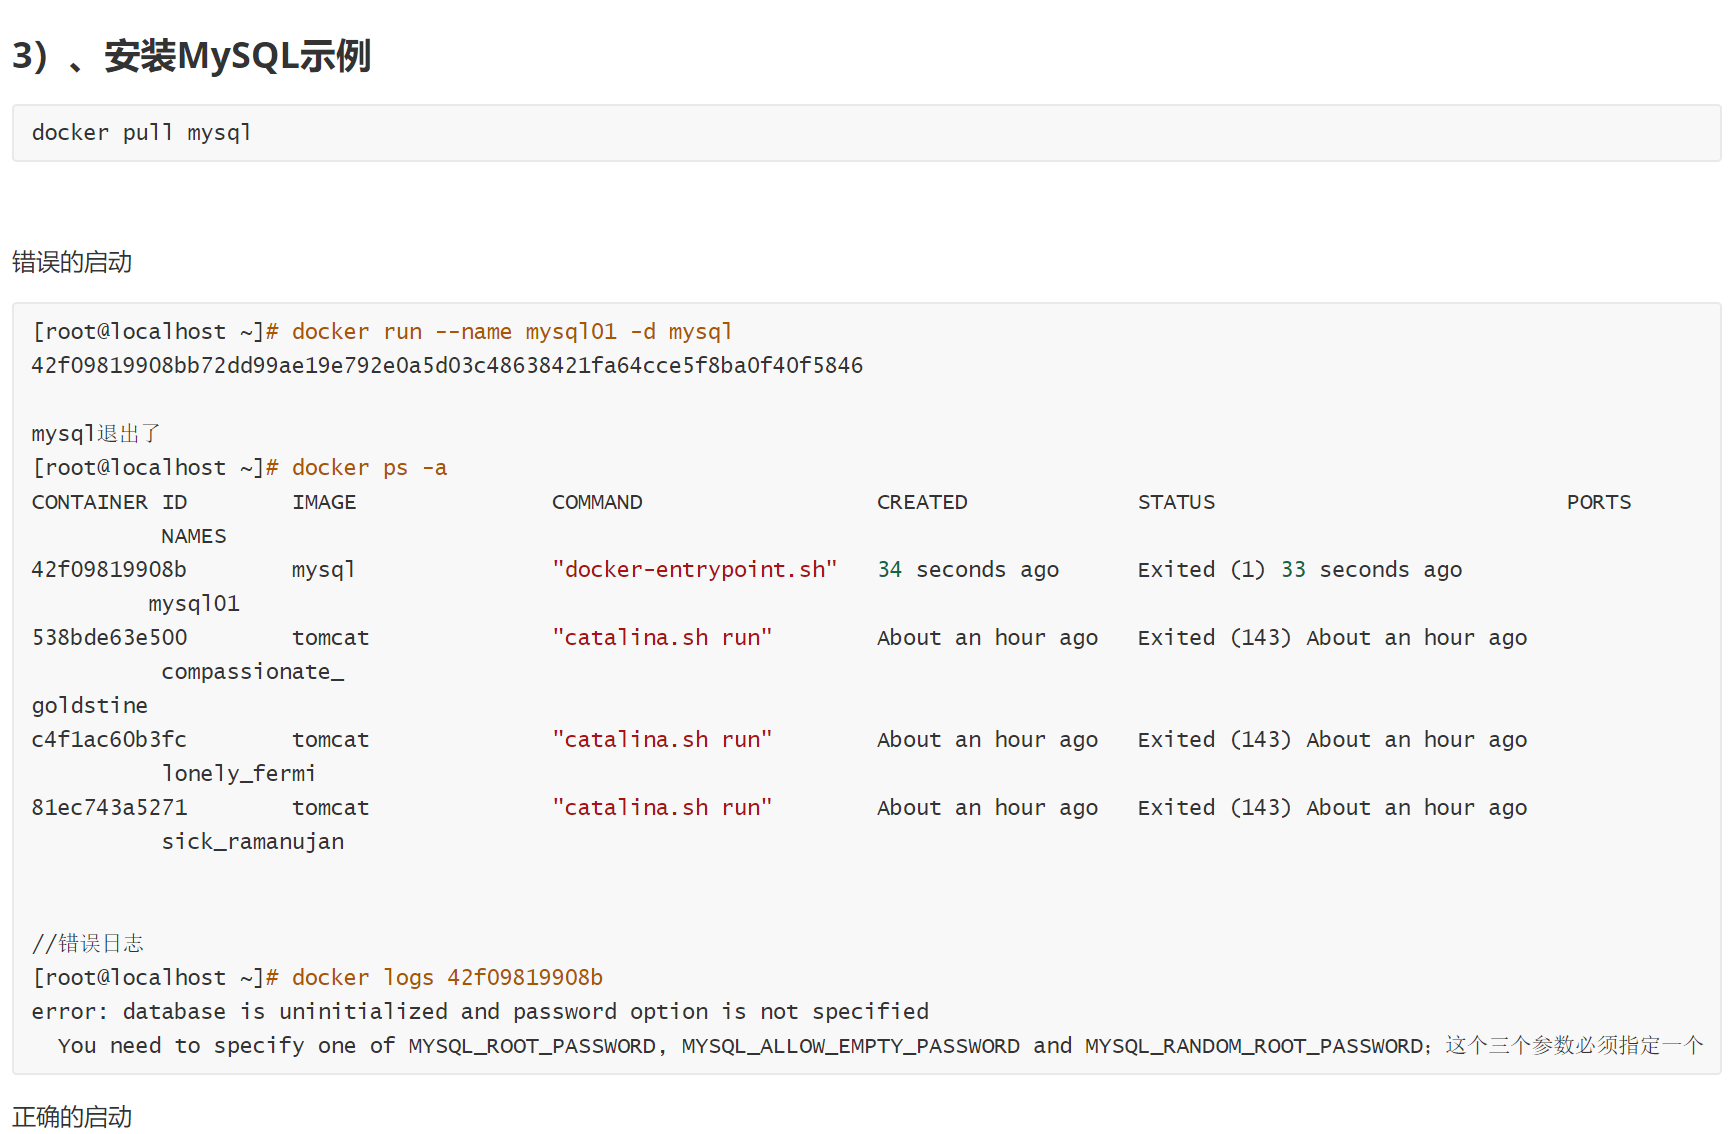 3）、安装MySQL示例
docker pull mysql
错误的启动
[root@localhost ~]# docker run --name mysql01 -d mysql
42f09819908bb72dd99ae19e792e0a5d03c48638421fa64cce5f8ba0f40f5846
mysql退出了
[root@localhost ~]# docker ps -a
CONTAINER ID        IMAGE               COMMAND                  CREATED             STATUS                           PORTS
          NAMES
42f09819908b        mysql               "docker-entrypoint.sh"   34 seconds ago      Exited (1) 33 seconds ago
         mysql01
538bde63e500        tomcat              "catalina.sh run"        About an hour ago   Exited (143) About an hour ago
          compassionate_
goldstine
c4f1ac60b3fc        tomcat              "catalina.sh run"        About an hour ago   Exited (143) About an hour ago
          lonely_fermi
81ec743a5271        tomcat              "catalina.sh run"        About an hour ago   Exited (143) About an hour ago
          sick_ramanujan
//错误日志
[root@localhost ~]# docker logs 42f09819908b
error: database is uninitialized and password option is not specified
  You need to specify one of MYSQL_ROOT_PASSWORD, MYSQL_ALLOW_EMPTY_PASSWORD and MYSQL_RANDOM_ROOT_PASSWORD；这个三个参数必须指定一个
正确的启动